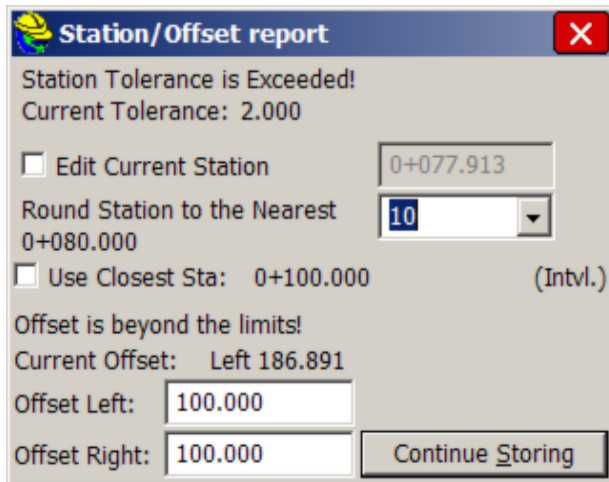 Station/Offset report
Station Tolerance is Exceeded!
Current Tolerance: 2.000
Edit Current Station 0+077.913
Round Station to the Nearest 10
0+080.000
Use Closest Sta: 0+100.000 (Intvl.)
Offset is beyond the limits!
Current Offset: Left 186.891
Offset Left: 100.000
Offset Right: 100.000 Continue Storing